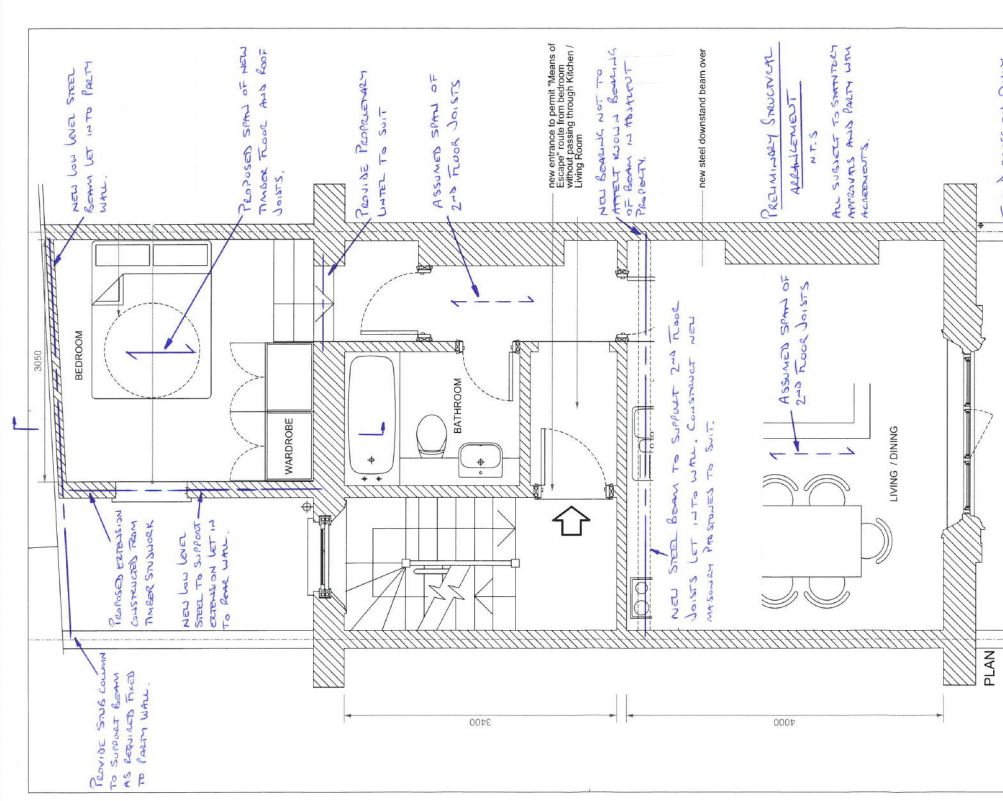 NEW LOW LEVEL STEEL
BEAM LET INTO PARTY
WALL.
PROPOSED SPAN OF NEW
TIMBER FLOOR AND ROOF
JOISTS.
PROVIDE PROPRIETARY
LINTEL TO SUIT
ASSUMED SPAN OF
2ND FLOOR JOISTS
new entrance to permit "Means of
Escape" route from bedroom
without passing through Kitchen /
Living Room
NEW BEARING NOT TO
AFFECT KNOWN BEARING
OF BEAM IN ADJACENT
PROPERTY.
new steel downstand beam over
PRELIMINARY STRUCTURAL
ARRANGEMENT
N.T.S
ALL SUBJECT TO STATUTORY
APPROVALS AND PARTY WALL
AGREEMENTS.
3050
BEDROOM
WARDROBE
BATHROOM
NEW STEEL BEAM TO SUPPORT 2ND FLOOR
JOISTS LET INTO WALL. CONSTRUCT NEW
MASONRY PADSTONES TO SUIT.
ASSUMED SPAN OF
2ND FLOOR JOISTS
LIVING / DINING
PROPOSED EXTENSION
CONSTRUCTED FROM
TIMBER STUDWORK
NEW LOW LEVEL
STEEL TO SUPPORT
EXTENSION LET IN
TO REAR WALL.
PROVIDE STUB COLUMN
TO SUPPORT BEAM
AS REQUIRED FIXED
TO PARTY WALL.
3400
4000
PLAN